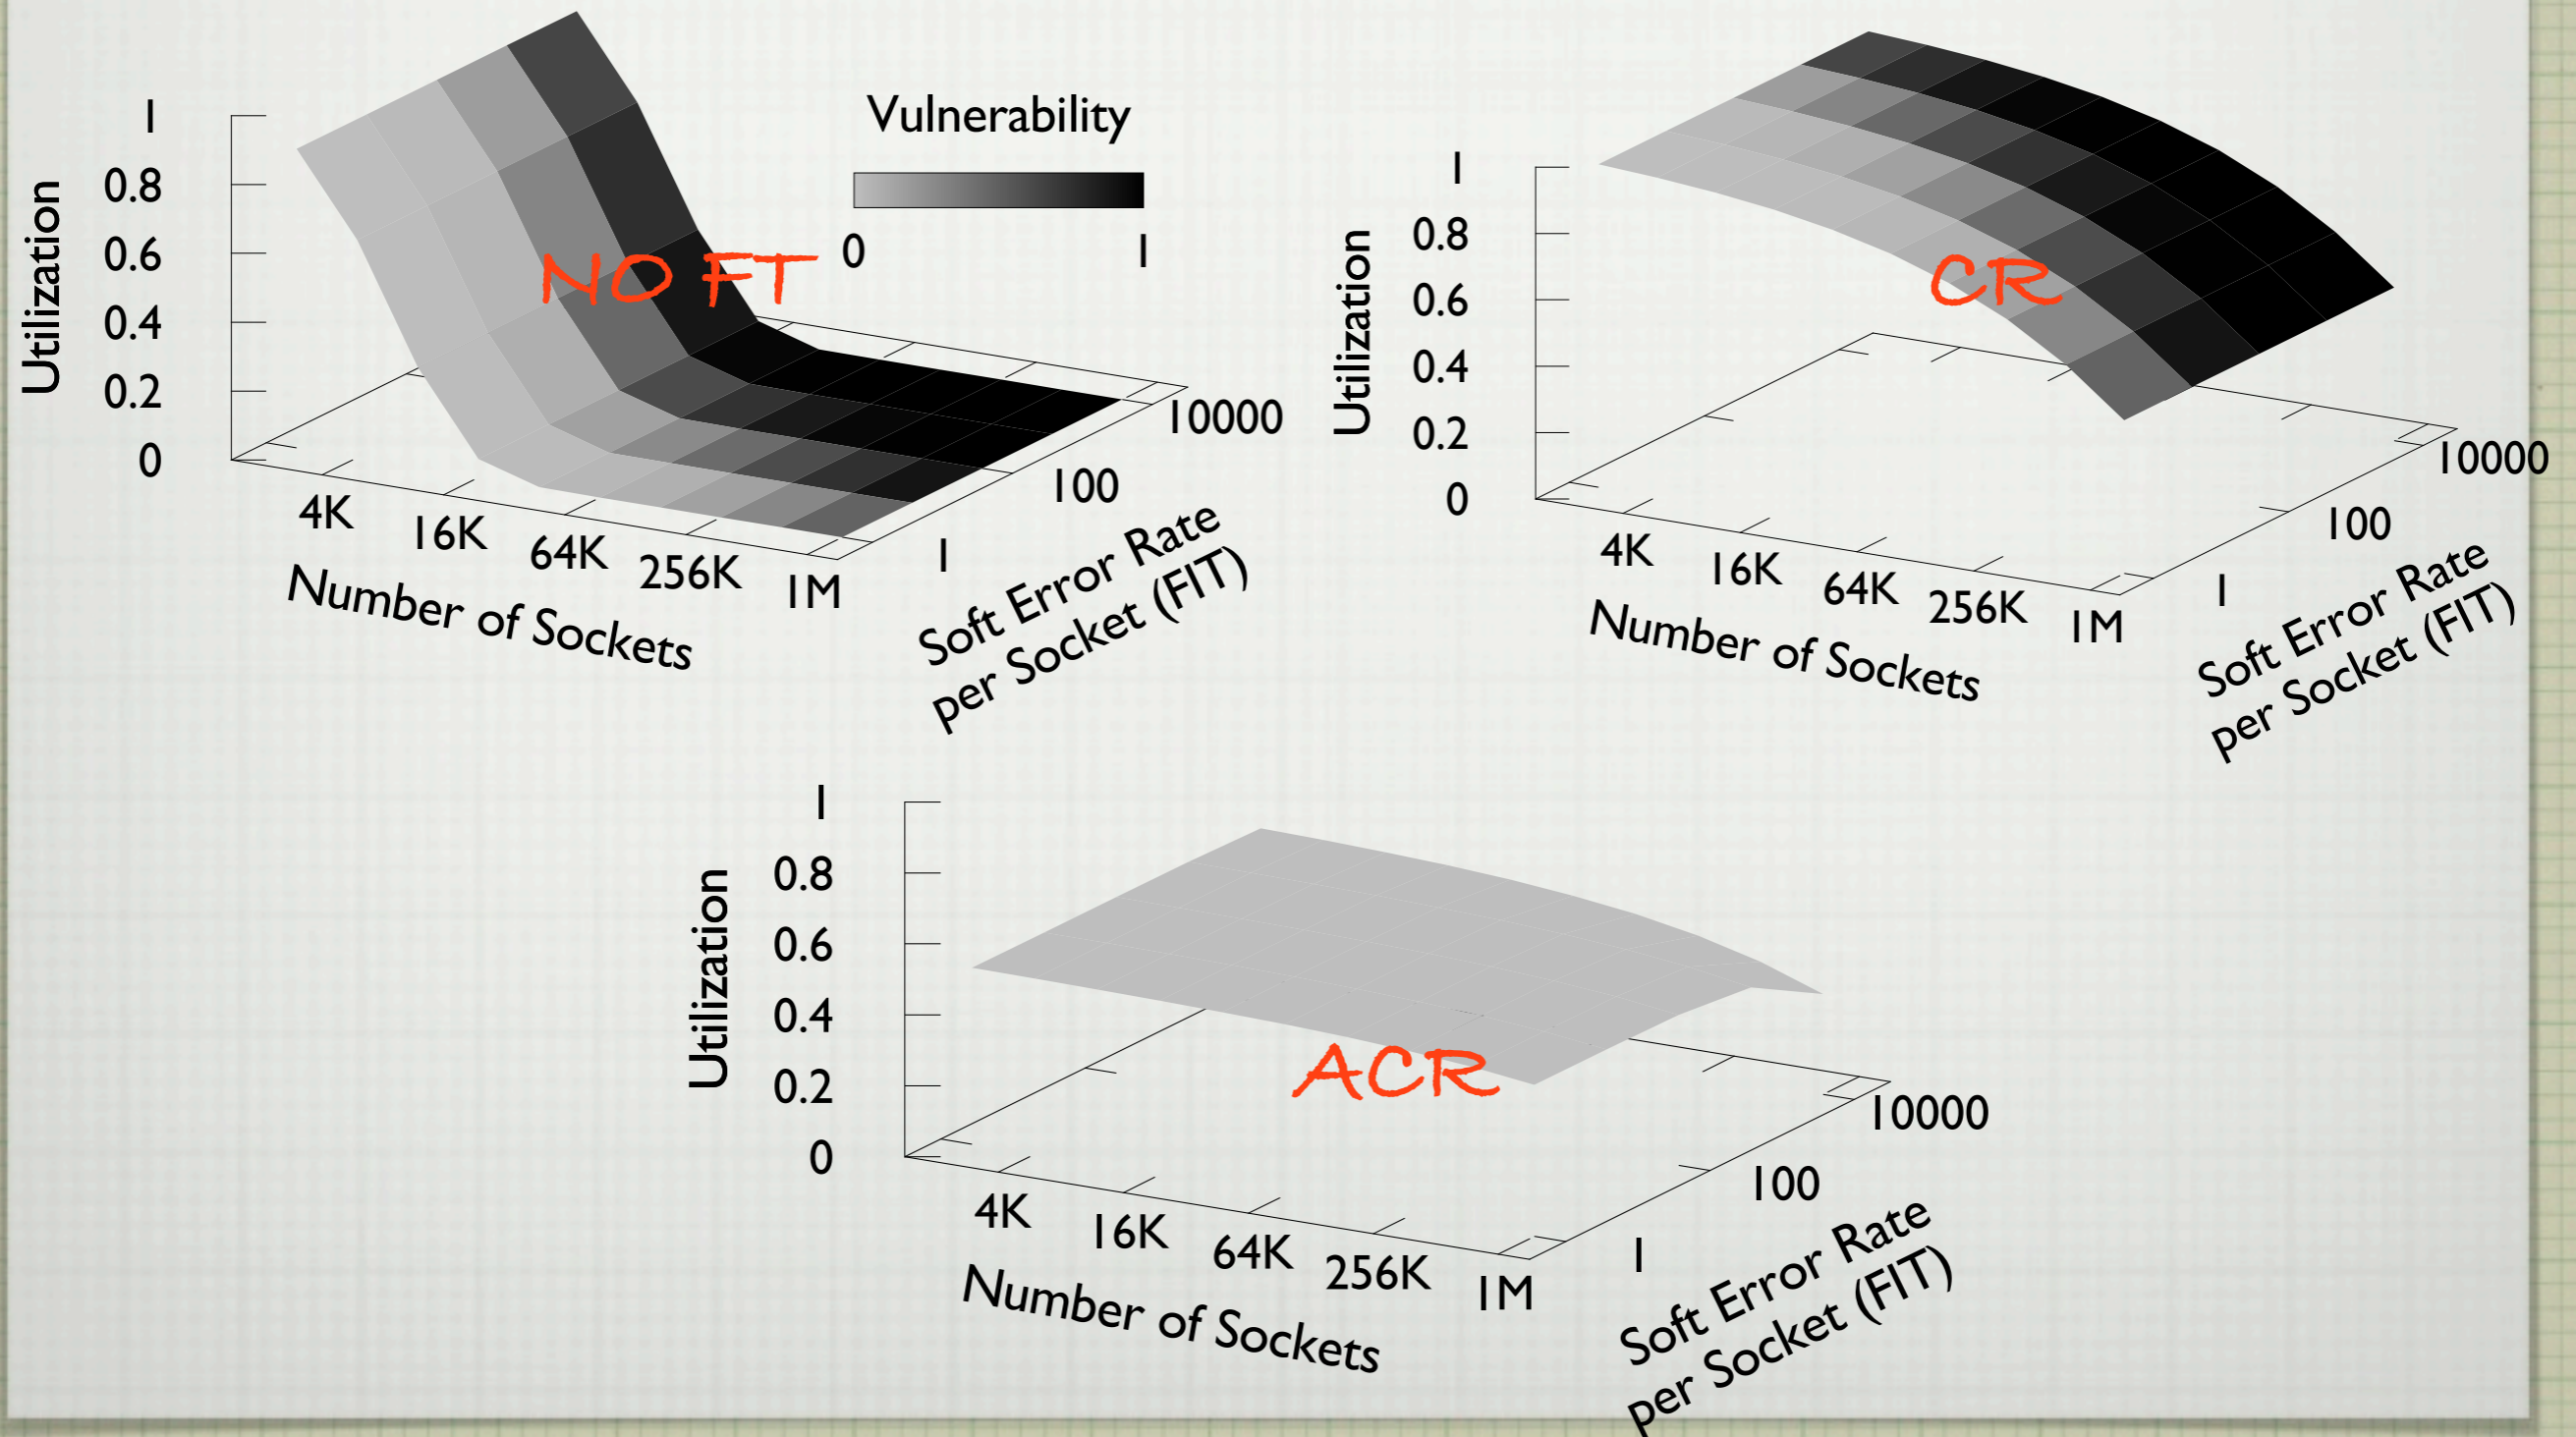 Vulnerability
0
1
NO FT
Utilization
1
0.8
0.6
0.4
0.2
0
4K
16K
64K
256K
1M
Number of Sockets
1
100
10000
Soft Error Rate
per Socket (FIT)
CR
Utilization
1
0.8
0.6
0.4
0.2
0
4K
16K
64K
256K
1M
Number of Sockets
1
100
10000
Soft Error Rate
per Socket (FIT)
ACR
Utilization
1
0.8
0.6
0.4
0.2
0
4K
16K
64K
256K
1M
Number of Sockets
1
100
10000
Soft Error Rate
per Socket (FIT)